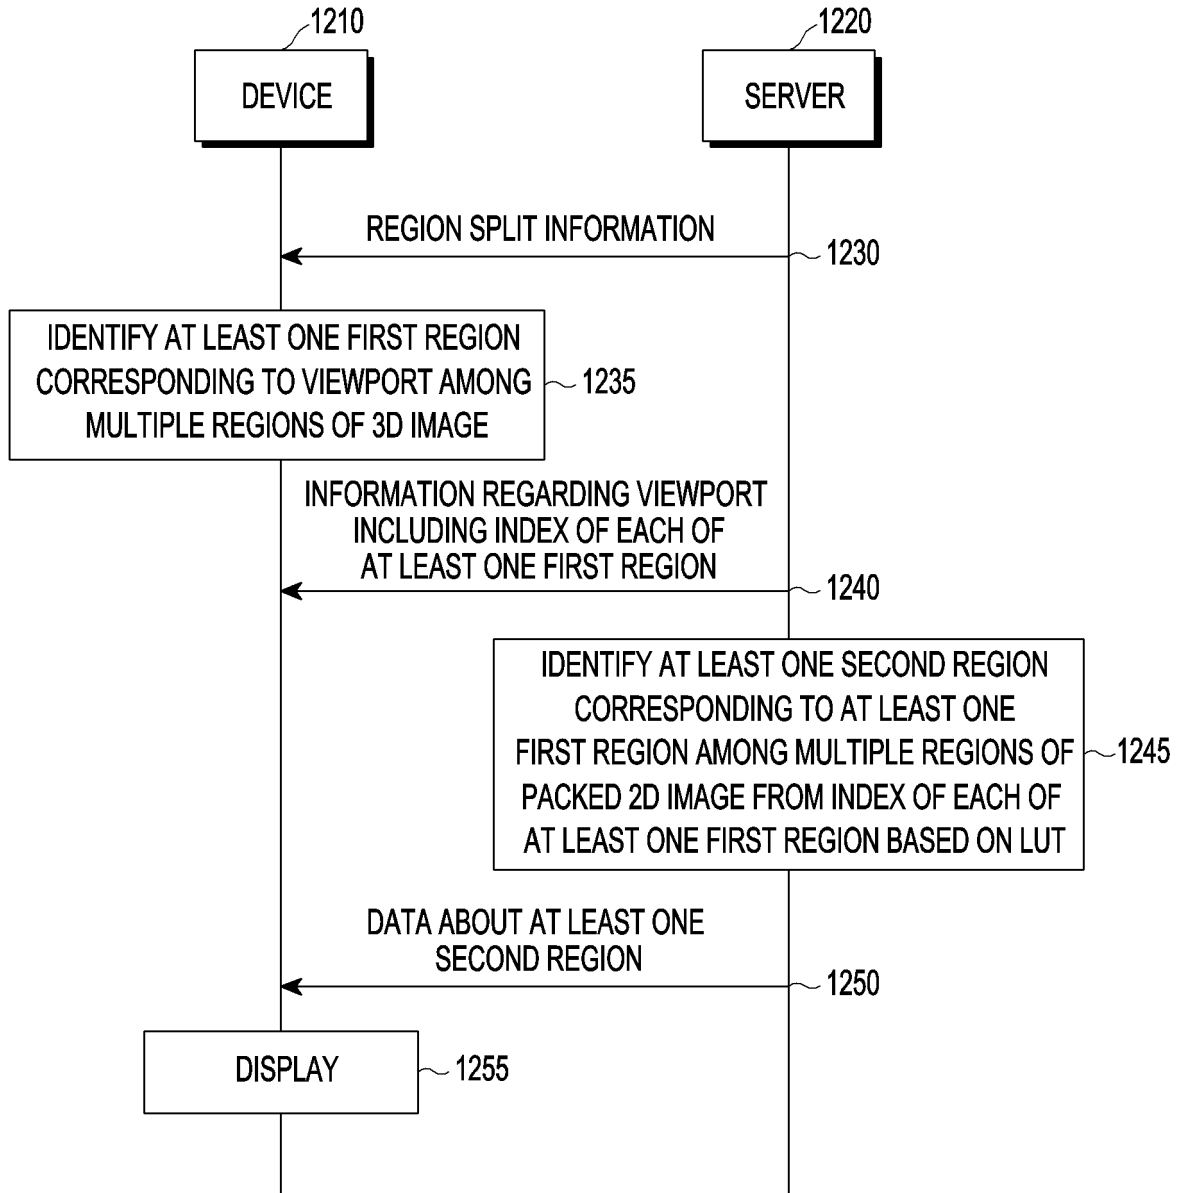 1210
1220
DEVICE
SERVER
REGION SPLIT INFORMATION
1230
IDENTIFY AT LEAST ONE FIRST REGION
CORRESPONDING TO VIEWPORT AMONG
MULTIPLE REGIONS OF 3D IMAGE
1235
INFORMATION REGARDING VIEWPORT
INCLUDING INDEX OF EACH OF
AT LEAST ONE FIRST REGION
1240
IDENTIFY AT LEAST ONE SECOND REGION
CORRESPONDING TO AT LEAST ONE
FIRST REGION AMONG MULTIPLE REGIONS OF
PACKED 2D IMAGE FROM INDEX OF EACH OF
AT LEAST ONE FIRST REGION BASED ON LUT
1245
DATA ABOUT AT LEAST ONE
SECOND REGION
1250
DISPLAY
1255